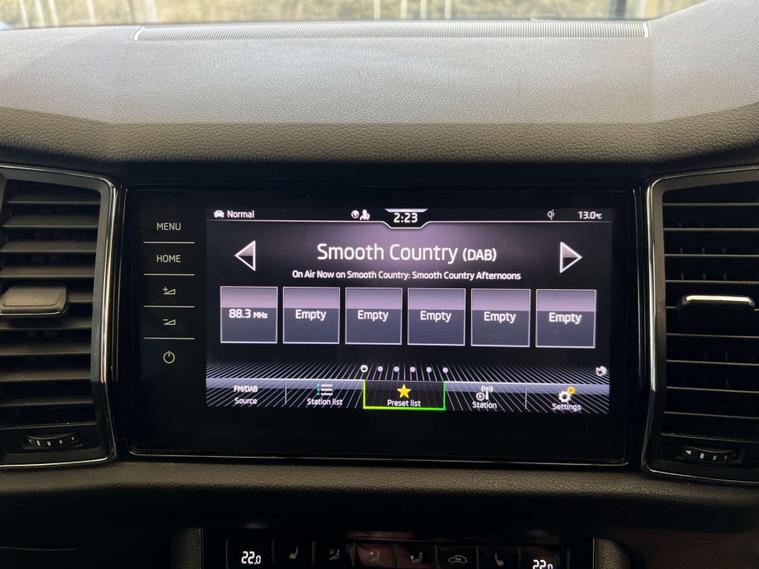 MENU
HOME
Normal
2:23
13.0°C
Smooth Country (DAB)
On Air Now on Smooth Country: Smooth Country Afternoons
88.3 MHz
Empty
Empty
Empty
Empty
Empty
FM/DAB
Source
Station list
Preset list
Station
Settings
22.0
22.0